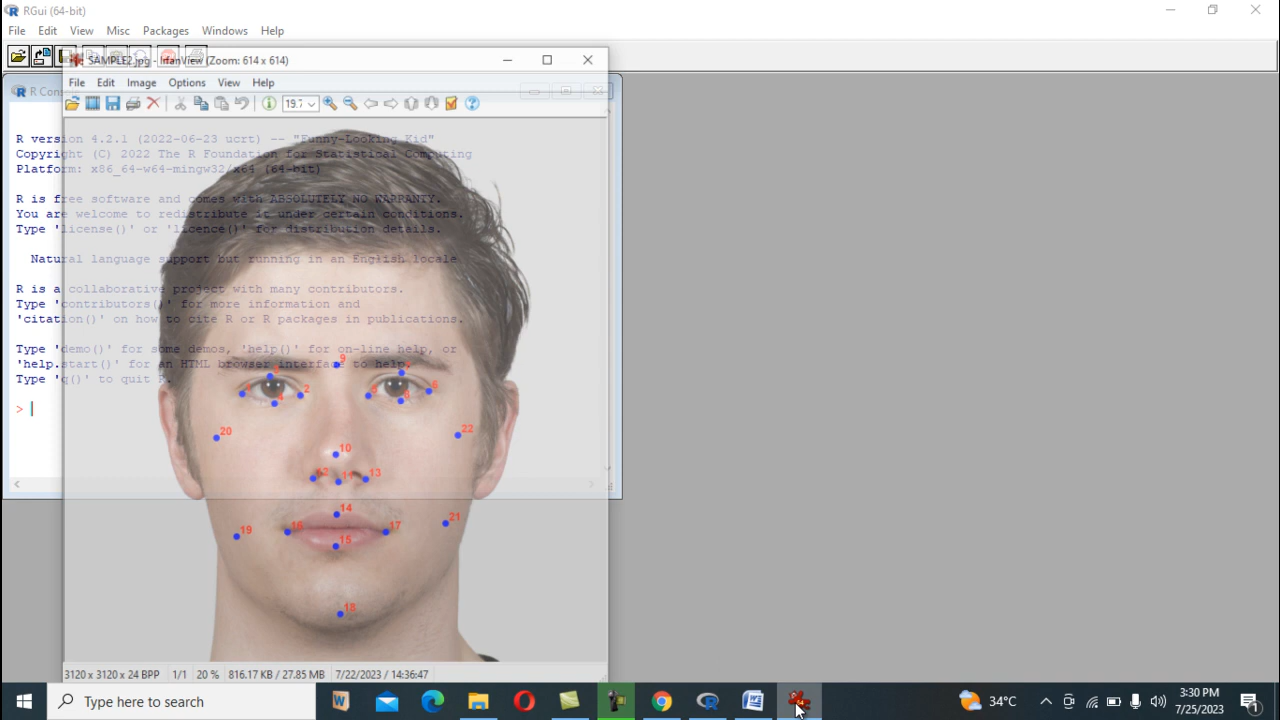 RGui (64-bit)
File Edit View Misc Packages Windows Help
SAMPLE2.jpg - IrfanView (Zoom: 614 x 614)
File Edit Image Options View Help
R Con
19.7
R version 4.2.1 (2022-06-23 ucrt) -- "Funny-Looking Kid"
Copyright (C) 2022 The R Foundation for Statistical Computing
Platform: x86_64-w64-mingw32/x64 (64-bit)
R is free software and comes with ABSOLUTELY NO WARRANTY.
You are welcome to redistribute it under certain conditions.
Type 'license()' or 'licence()' for distribution details.
Natural language support but running in an English locale
R is a collaborative project with many contributors.
Type 'contributors()' for more information and
'citation()' on how to cite R or R packages in publications.
Type 'demo()' for some demos, 'help()' for on-line help, or
'help.start()' for an HTML browser interface to help.
Type 'q()' to quit R.
>
9
2
6
20
22
10
12 11 13
14
19 16 17 21
15
18
3120 x 3120 x 24 BPP 1/1 20 % 816.17 KB / 27.85 MB 7/22/2023 / 14:36:47
Type here to search
34°C
3:30 PM
7/25/2023
1